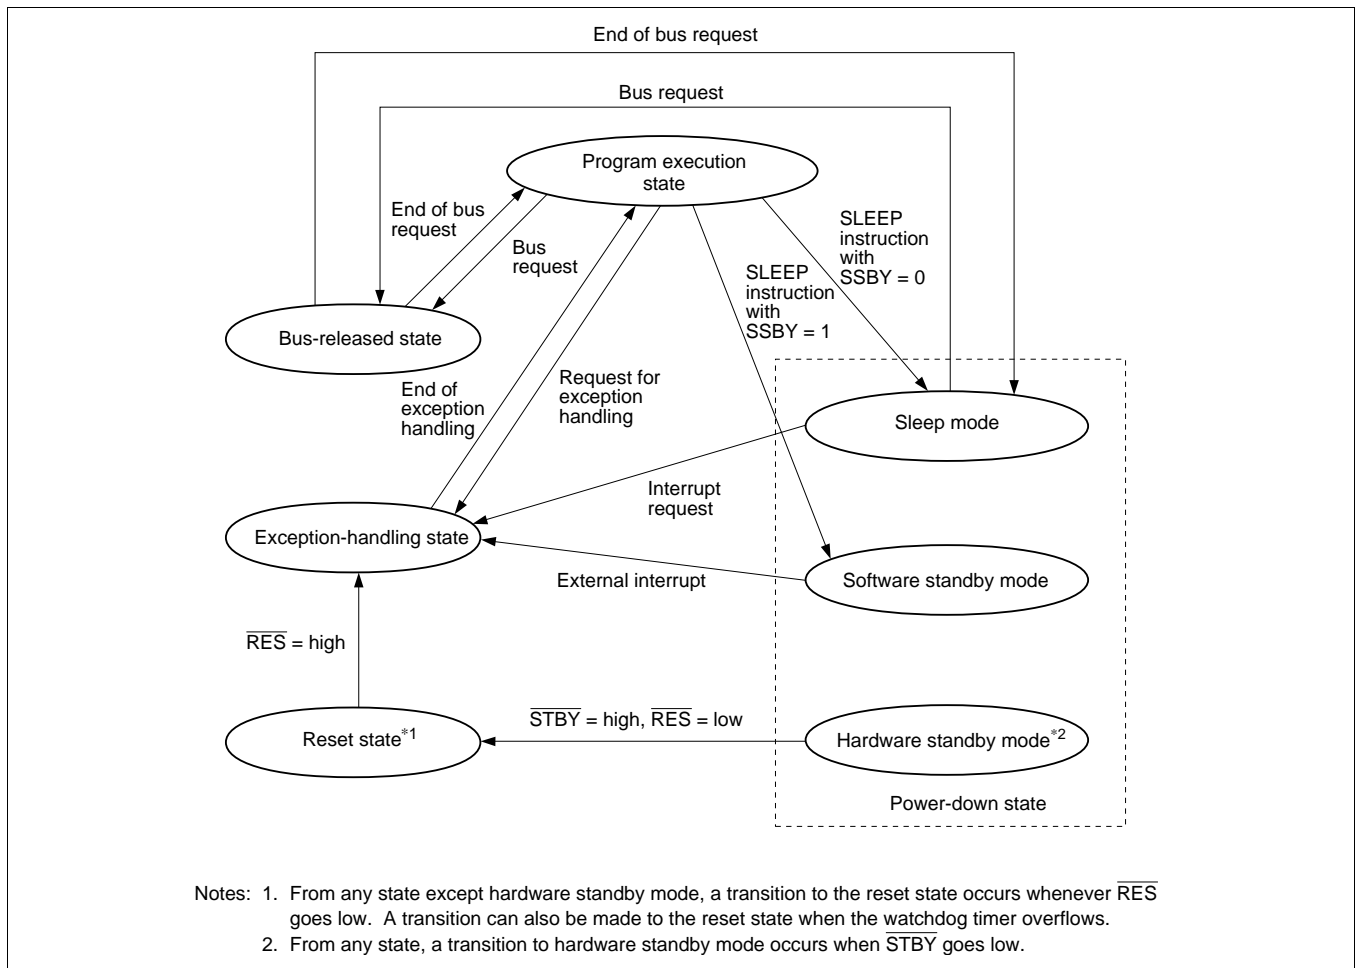 End of bus request
Bus request
Program execution
state
End of bus
request
Bus
request
SLEEP
instruction
with
SSBY = 0
SLEEP
instruction
with
SSBY = 1
Bus-released state
End of
exception
handling
Request for
exception
handling
Sleep mode
Interrupt
request
Exception-handling state
External interrupt
Software standby mode
R̅E̅S̅ = high
S̅T̅B̅Y̅ = high, R̅E̅S̅ = low
Reset state*1
Hardware standby mode*2
Power-down state
Notes: 1. From any state except hardware standby mode, a transition to the reset state occurs whenever R̅E̅S̅
goes low. A transition can also be made to the reset state when the watchdog timer overflows.
2. From any state, a transition to hardware standby mode occurs when S̅T̅B̅Y̅ goes low.